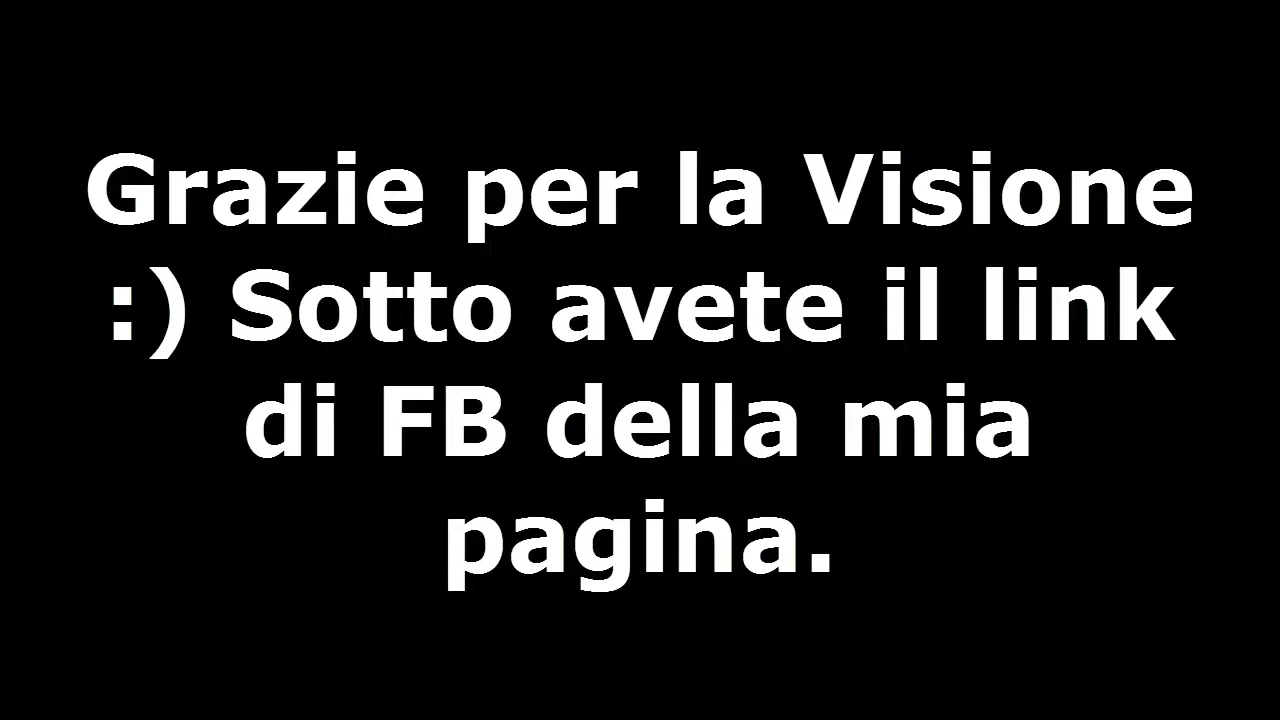 Grazie per la Visione
:) Sotto avete il link
di FB della mia
pagina.